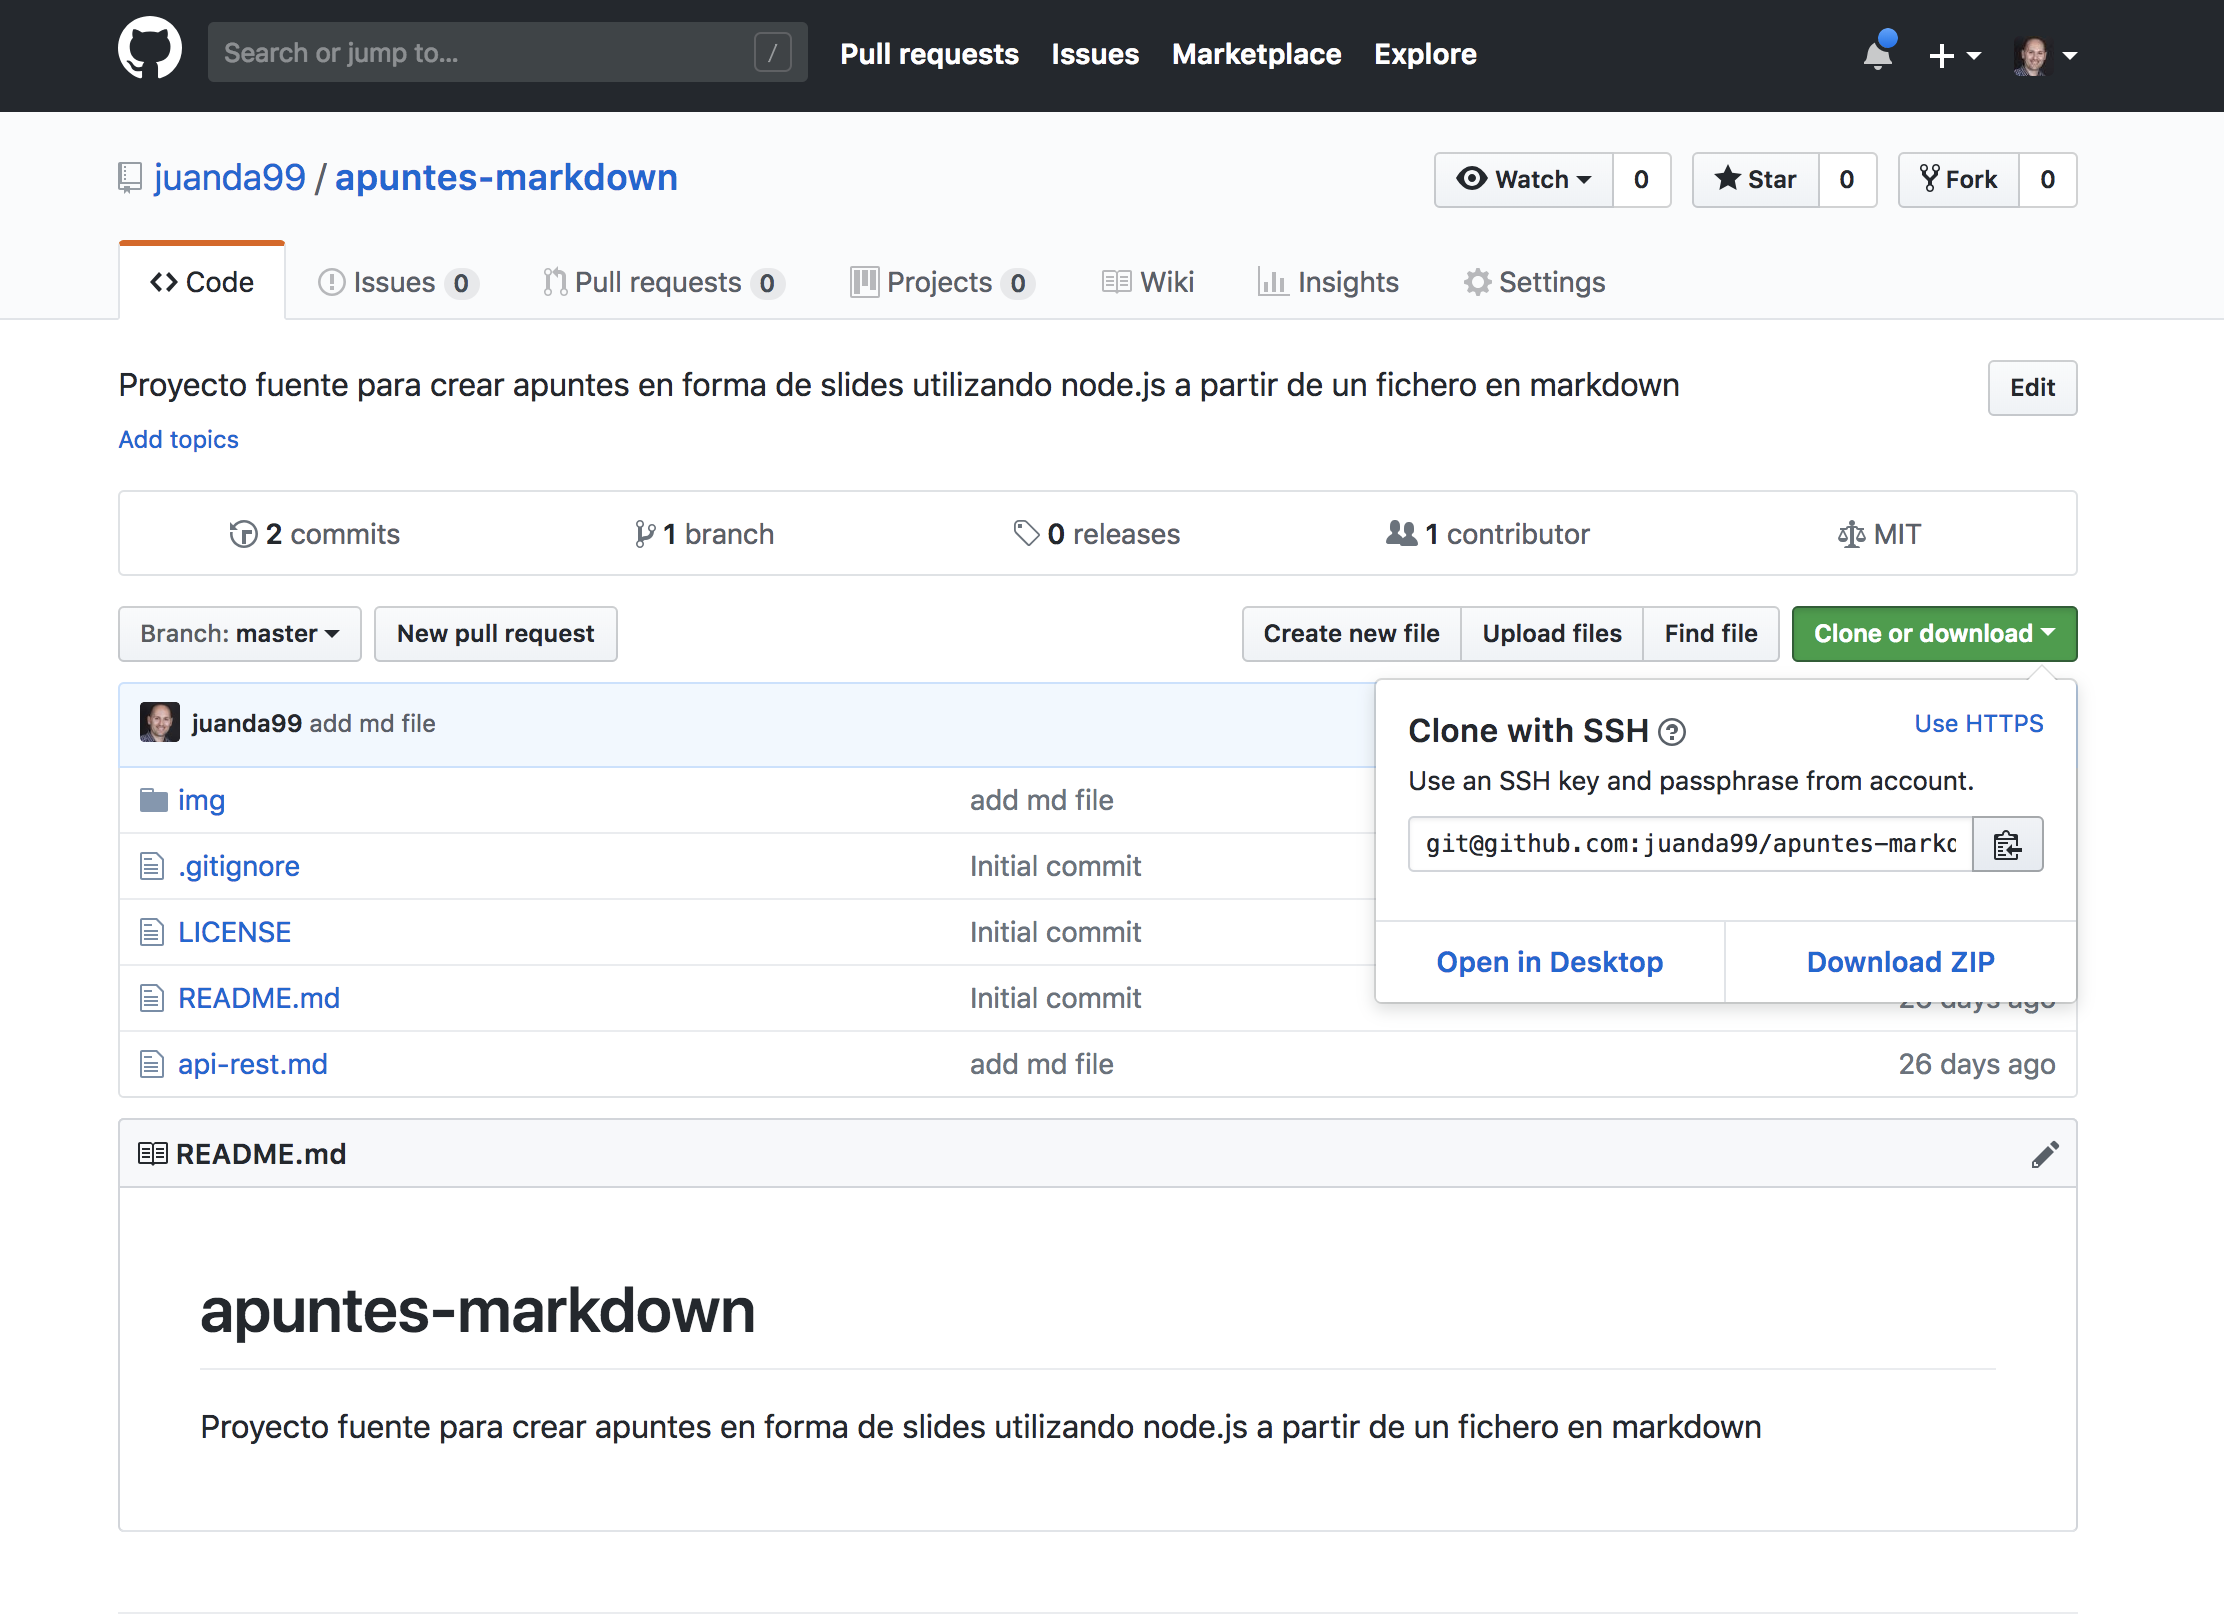 Search or jump to... /
Pull requests Issues Marketplace Explore
juanda99 / apuntes-markdown
Watch 0 Star 0 Fork 0
Code Issues 0 Pull requests 0 Projects 0 Wiki Insights Settings
Proyecto fuente para crear apuntes en forma de slides utilizando node.js a partir de un fichero en markdown
Edit
Add topics
2 commits 1 branch 0 releases 1 contributor MIT
Branch: master New pull request Create new file Upload files Find file Clone or download
juanda99 add md file
Clone with SSH ? Use HTTPS
Use an SSH key and passphrase from account.
git@github.com:juanda99/apuntes-markd
Open in Desktop Download ZIP
img add md file
.gitignore Initial commit
LICENSE Initial commit
README.md Initial commit days ago
api-rest.md add md file 26 days ago
README.md
apuntes-markdown
Proyecto fuente para crear apuntes en forma de slides utilizando node.js a partir de un fichero en markdown